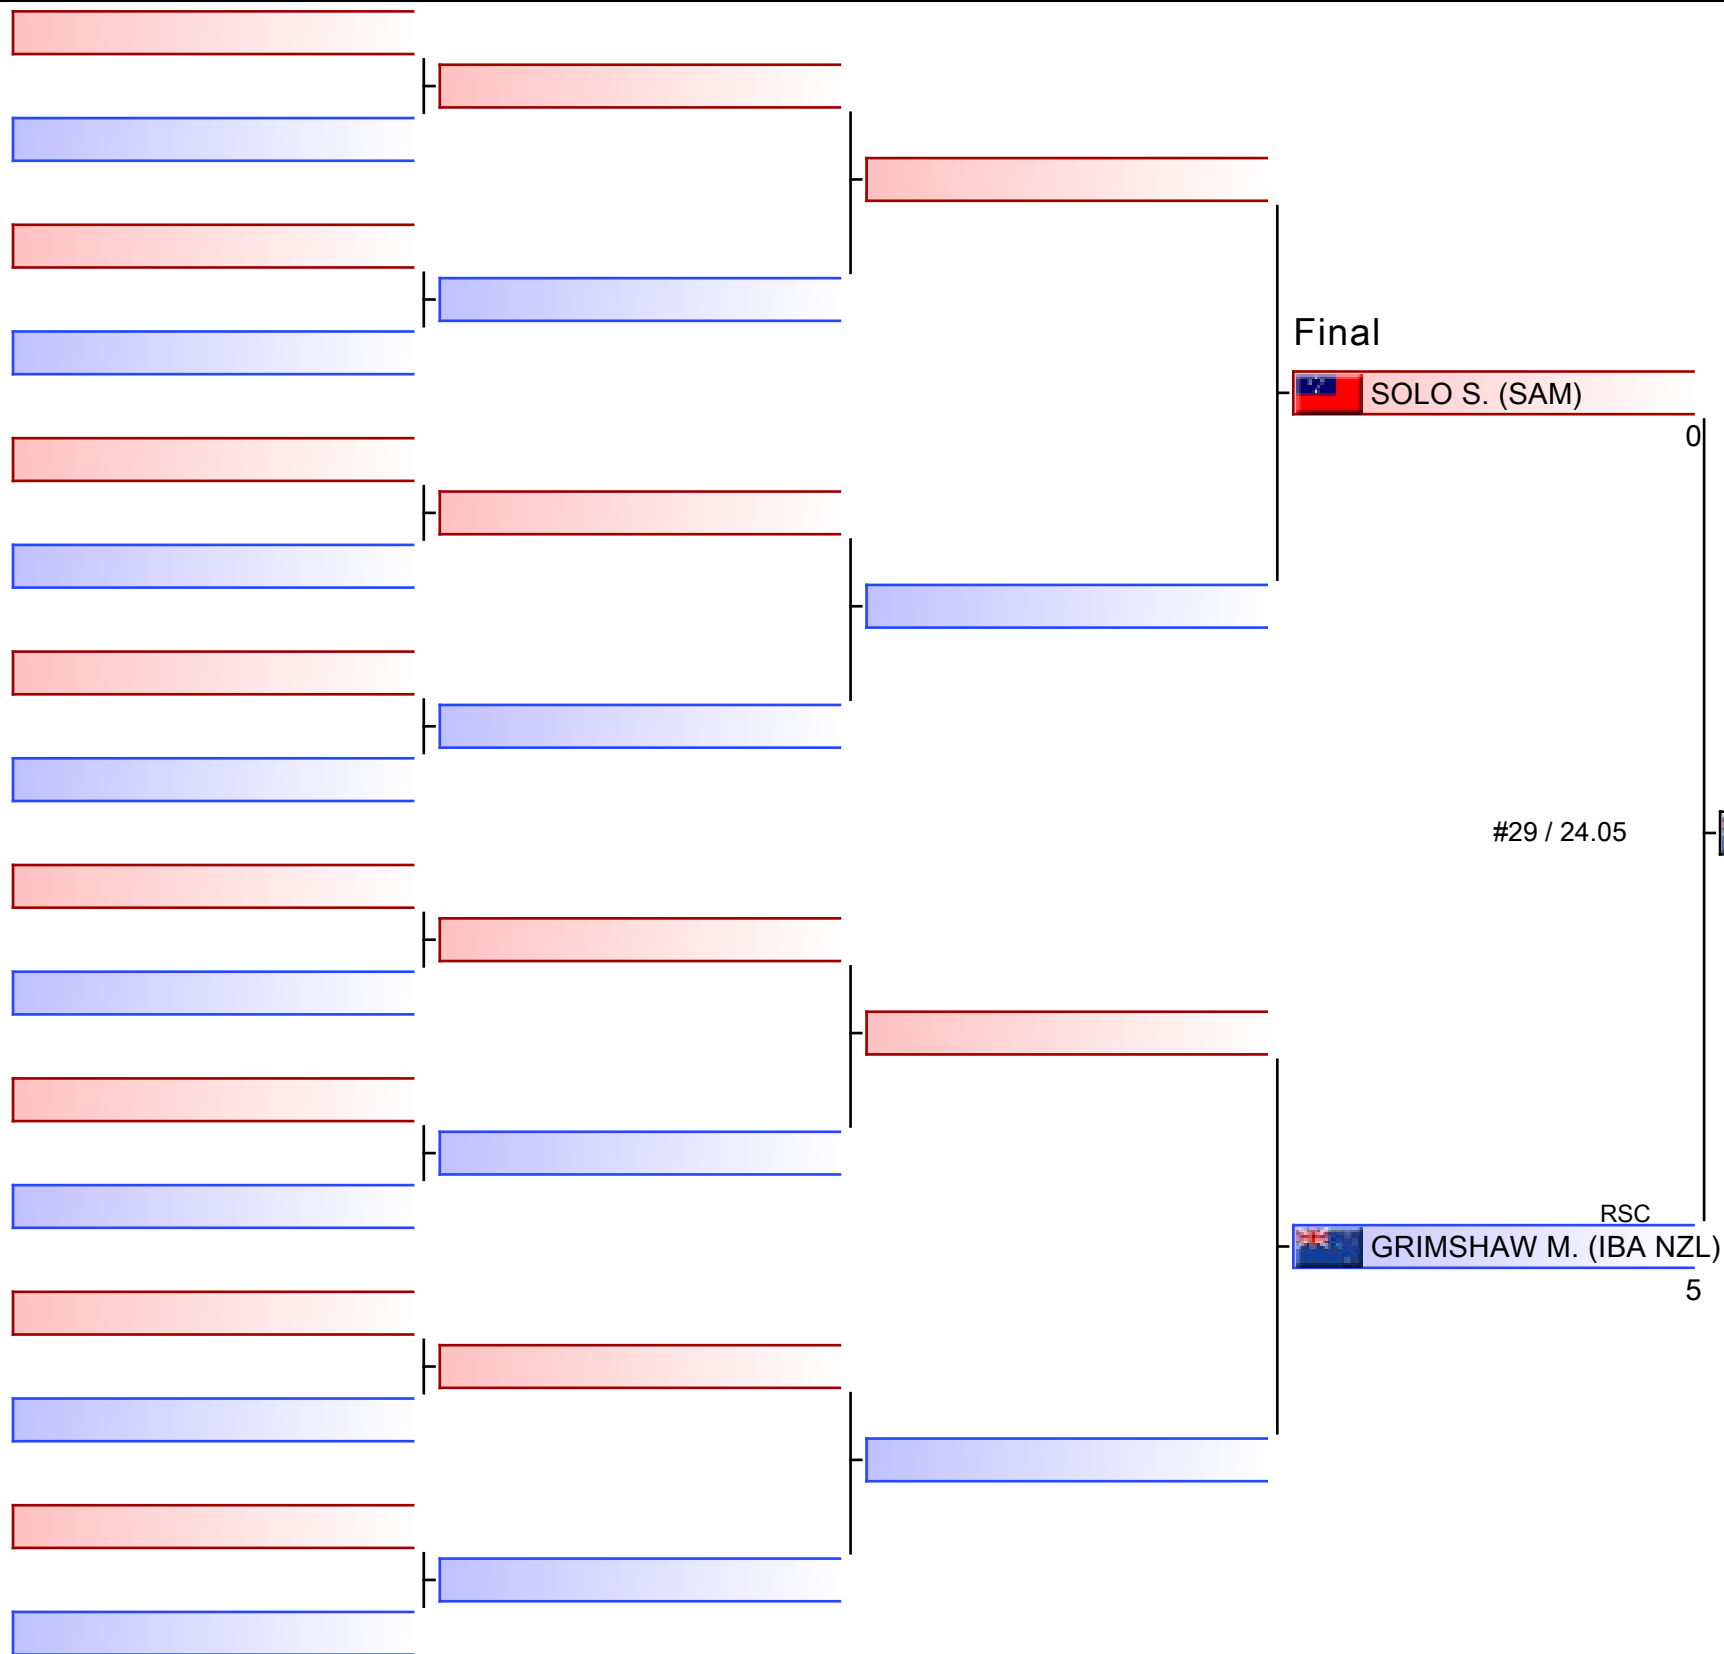 Final
SOLO S. (SAM)
0
#29 / 24.05
RSC
GRIMSHAW M. (IBA NZL)
5